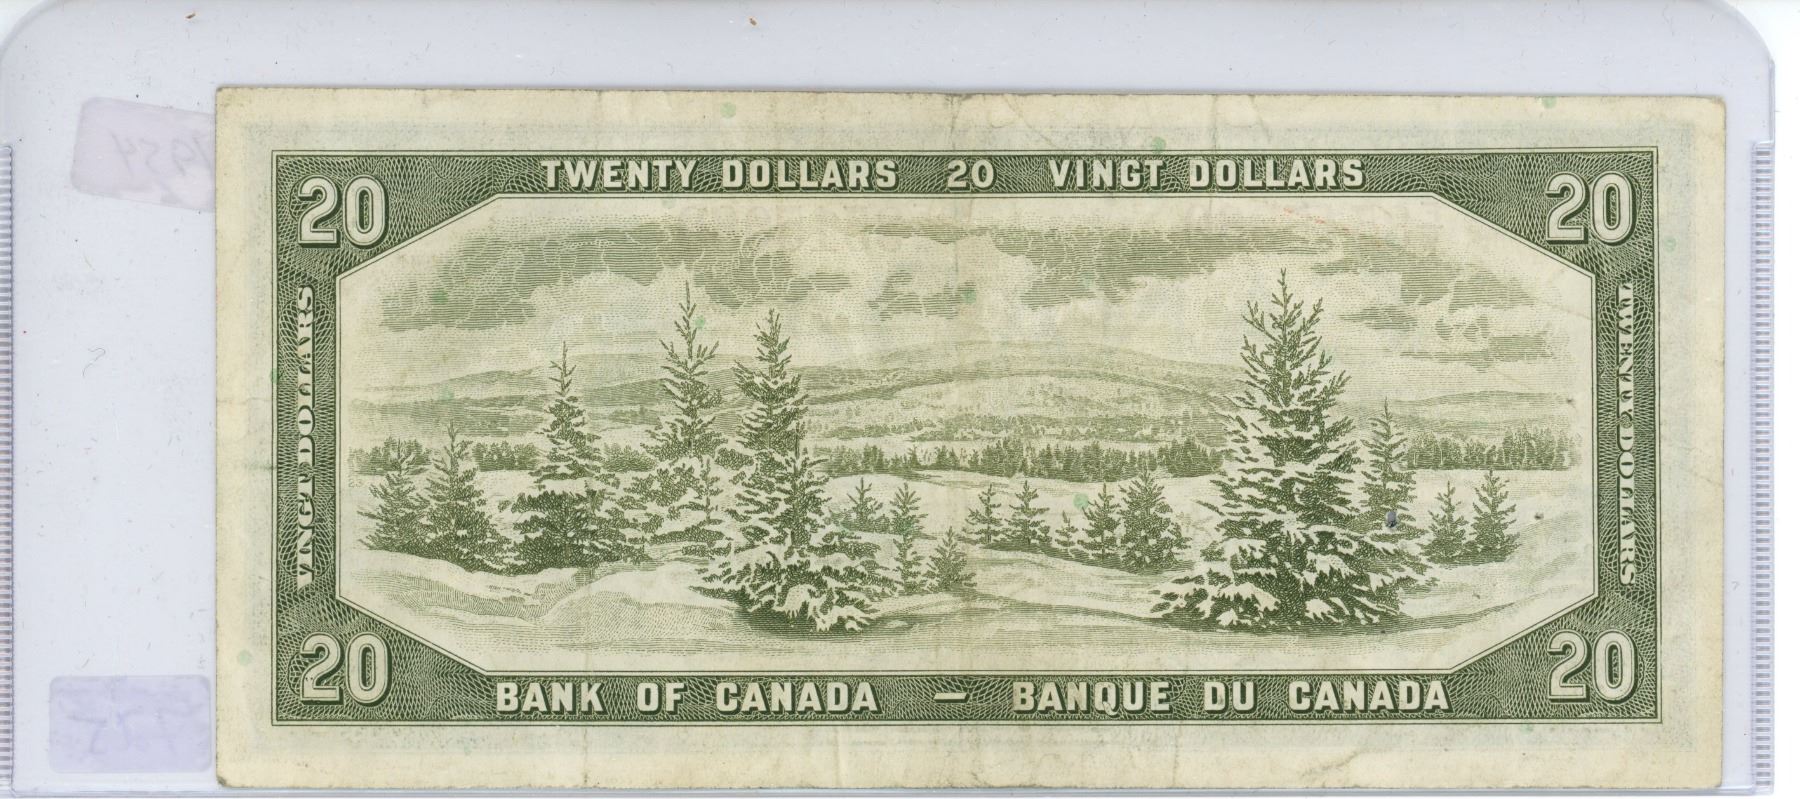 TWENTY DOLLARS 20 VINGT DOLLARS
20
20
1954
VINGT DOLLARS
TWENTY DOLLARS
20
20
BANK OF CANADA — BANQUE DU CANADA